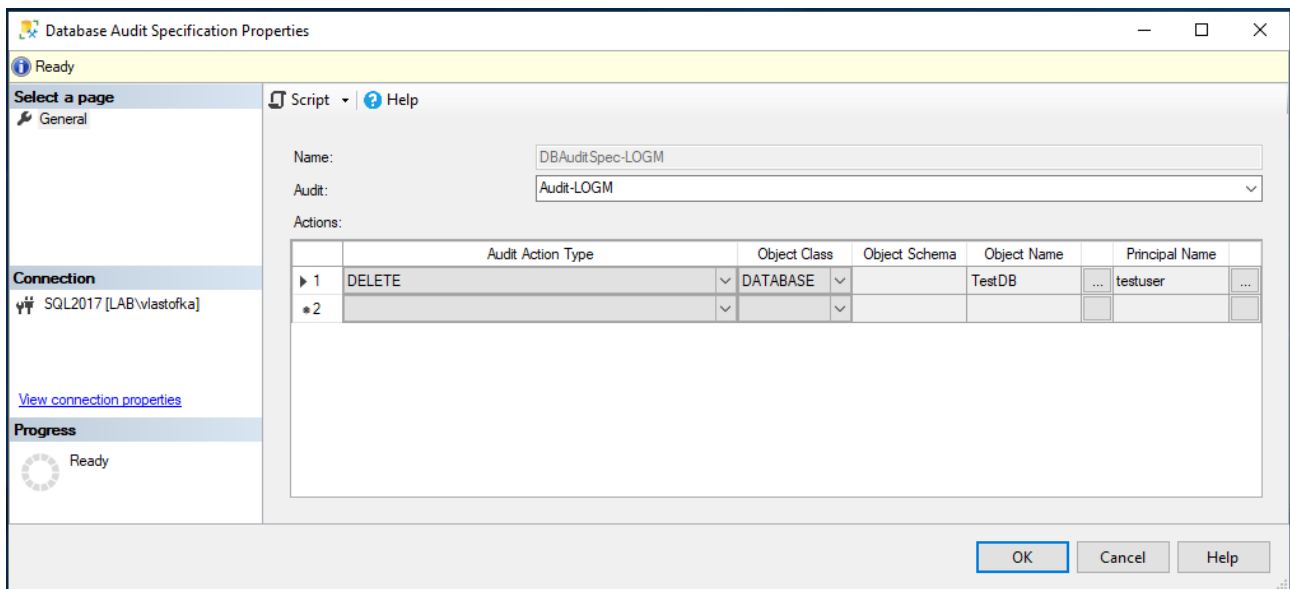 Database Audit Specification Properties
Ready
Select a page
General
Script
Help
Name:
DBAuditSpec-LOGM
Audit:
Audit-LOGM
Actions:
Audit Action Type Object Class Object Schema Object Name Principal Name
1 DELETE DATABASE TestDB ... testuser ...
*2
Connection
SQL2017 [LAB\vlastofka]
View connection properties
Progress
Ready
OK Cancel Help